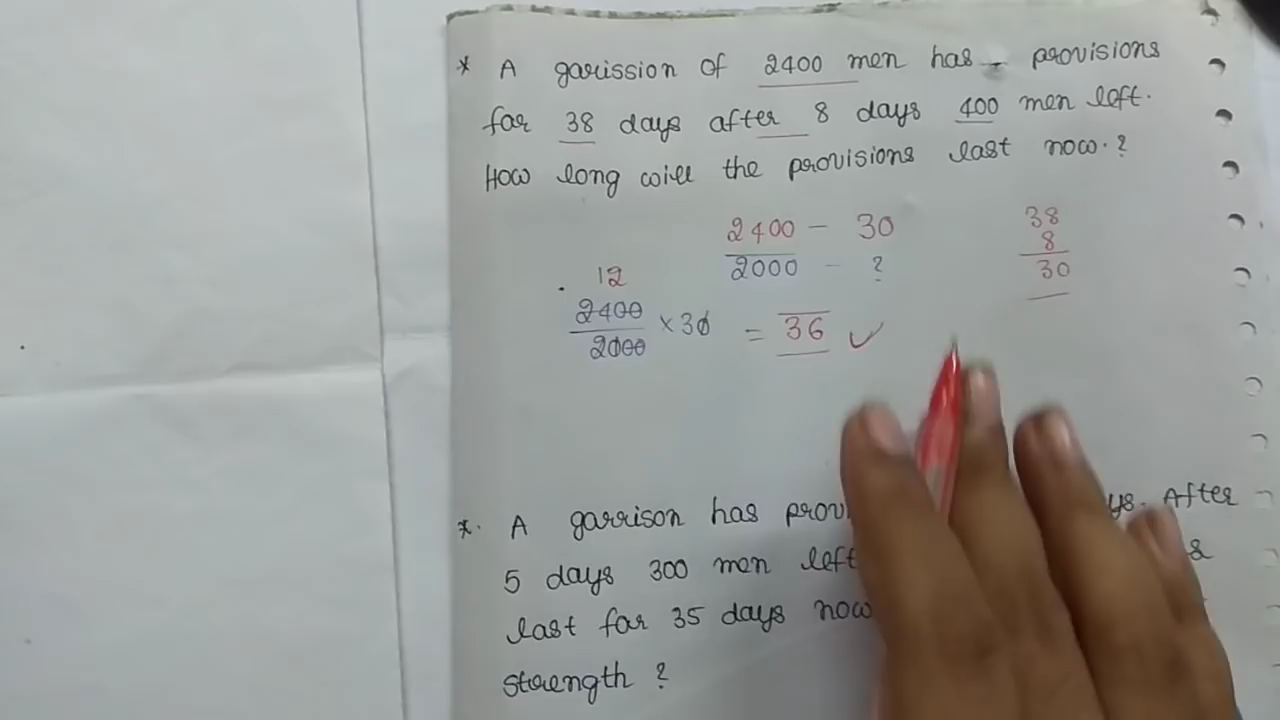 * A garission of 2400 men has - provisions
for 38 days after 8 days 400 men left.
How long will the provisions last now.?
2400 - 30
2000 - ?
38
8
30
12
2400
2000
× 30 = 36 ✓
*. A garrison has After
5 days 300 men left &
last for 35 days now
strength ?